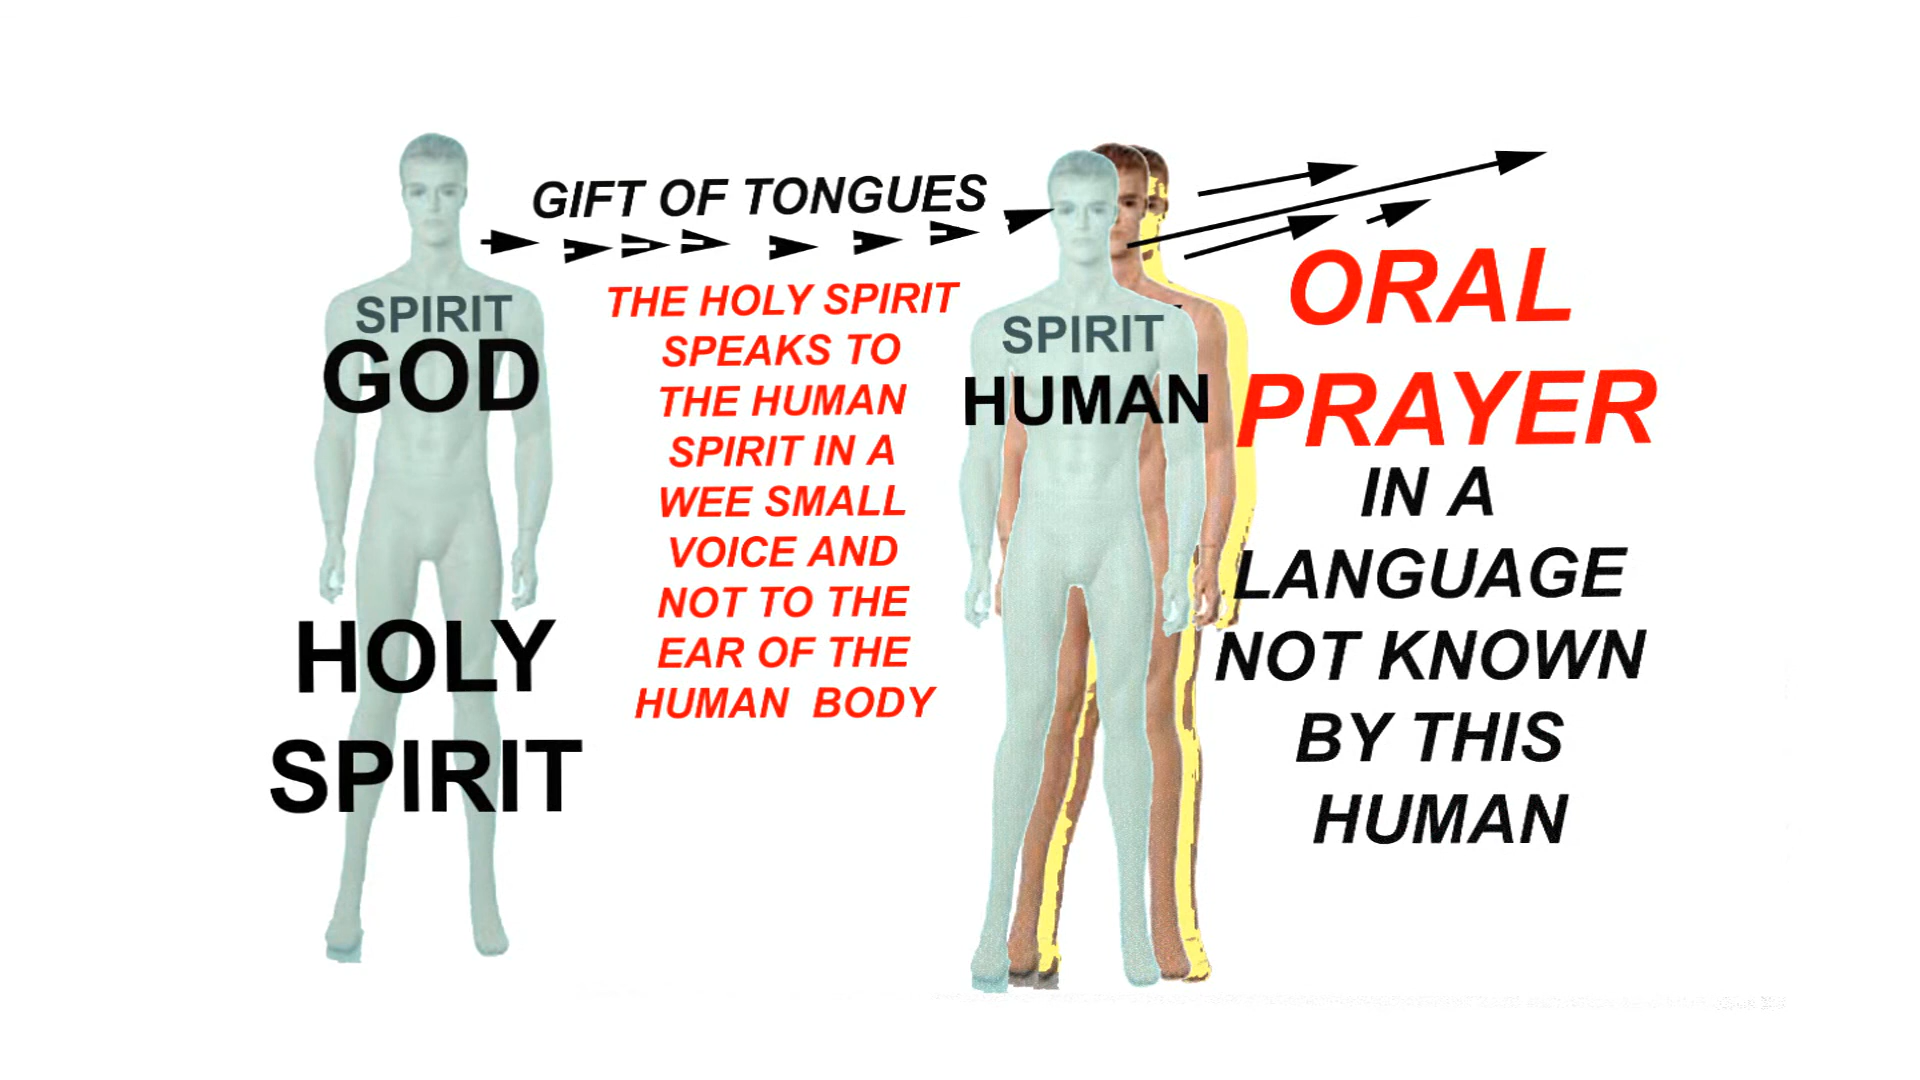 GIFT OF TONGUES
SPIRIT
GOD
HOLY
SPIRIT
THE HOLY SPIRIT
SPEAKS TO
THE HUMAN
SPIRIT IN A
WEE SMALL
VOICE AND
NOT TO THE
EAR OF THE
HUMAN BODY
SPIRIT
HUMAN
ORAL
PRAYER
IN A
LANGUAGE
NOT KNOWN
BY THIS
HUMAN